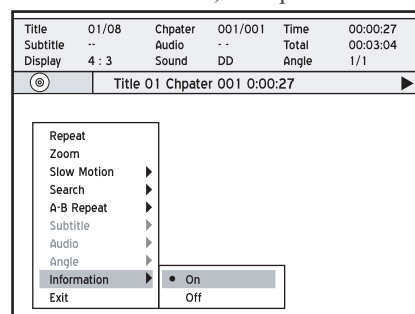 Title 01/08 Chpater 001/001 Time 00:00:27
Subtitle -- Audio - - Total 00:03:04
Display 4 : 3 Sound DD Angle 1/1
Title 01 Chpater 001 0:00:27
Repeat
Zoom
Slow Motion
Search
A-B Repeat
Subtitle
Audio
Angle
Information • On
Exit Off